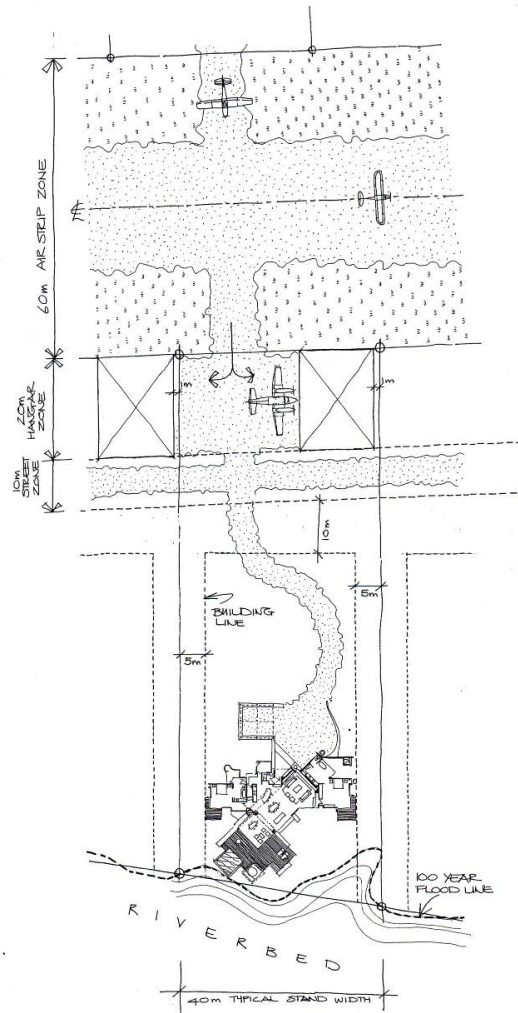 60m AIR STRIP ZONE
℄
20m
HANGAR
ZONE
1m
1m
10m
STREET
ZONE
10m
5m
BUILDING
LINE
5m
100 YEAR
FLOOD LINE
RIVERBED
40m TYPICAL STAND WIDTH